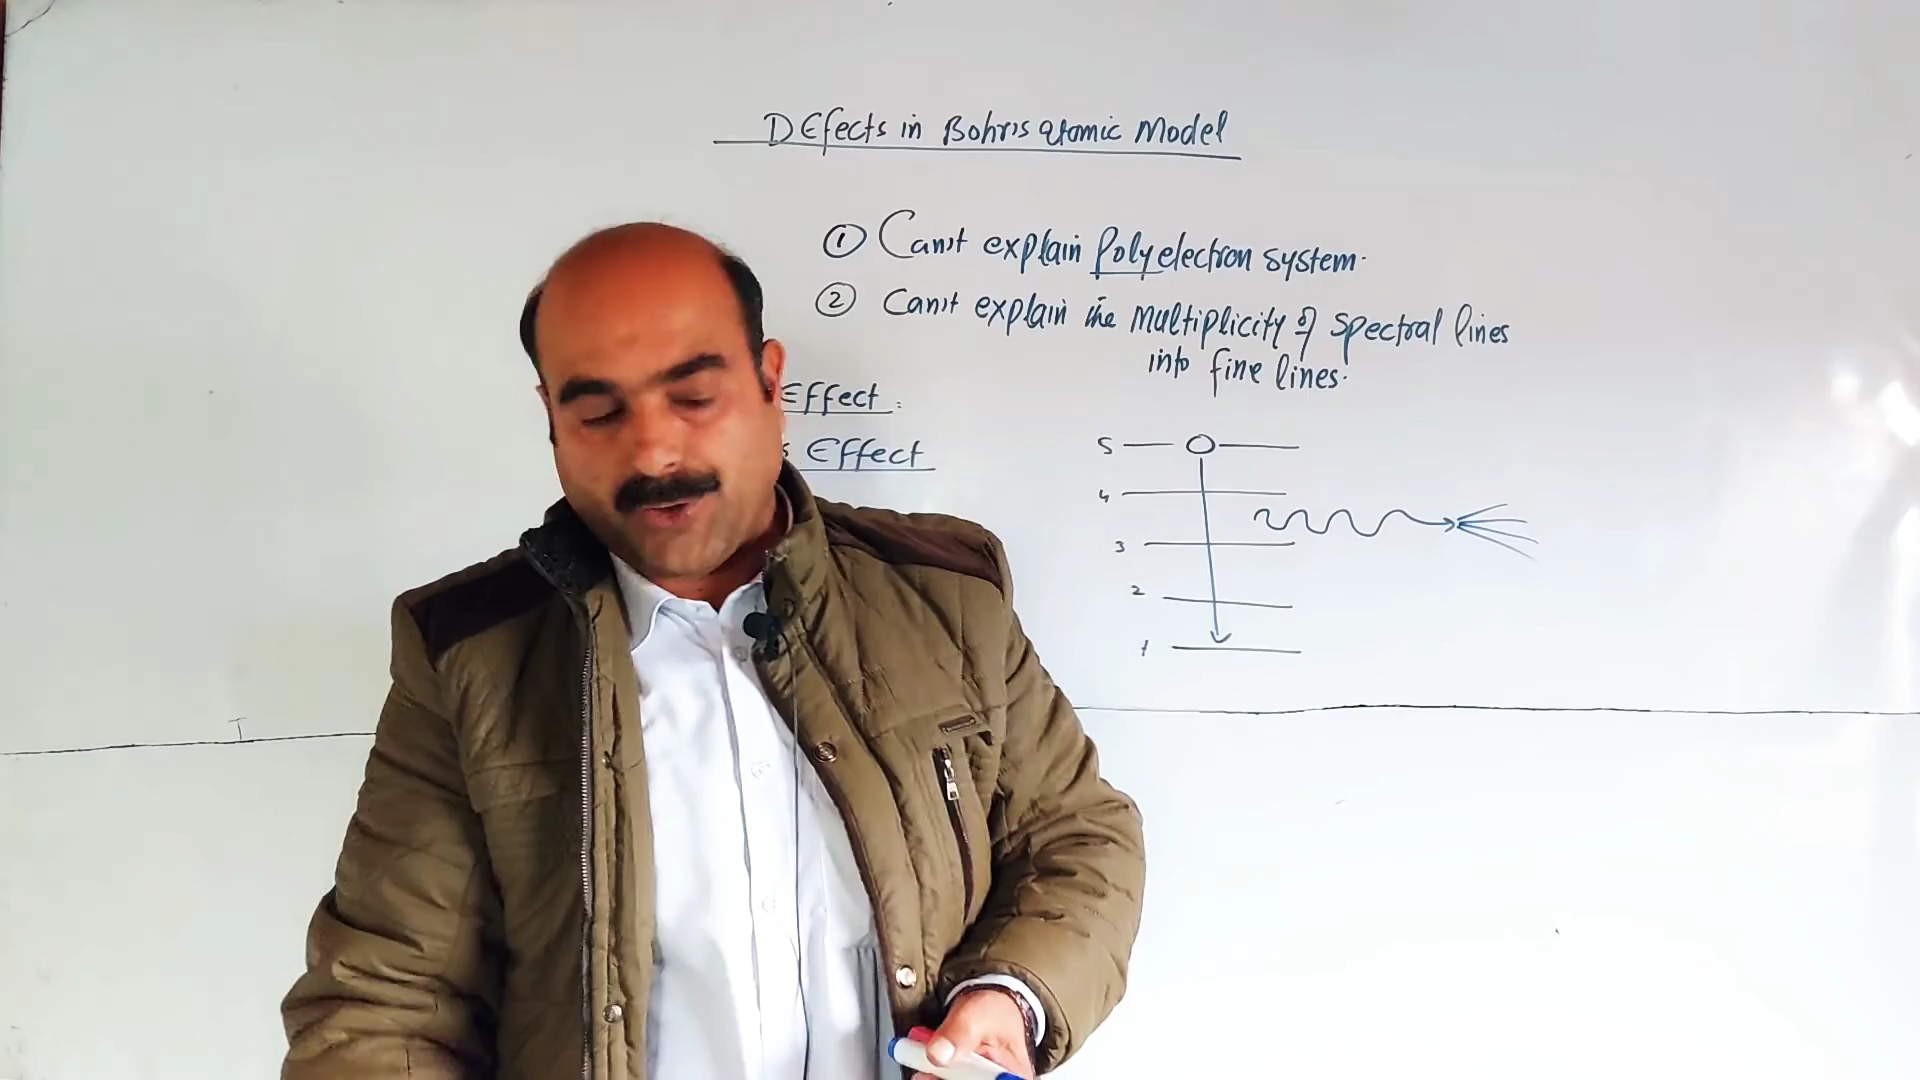 DEfects in Bohr's atomic Model
① Can't explain Polyelectron system.
② Can't explain the multiplicity of spectral lines
into fine lines.
Effect :
Effect
5
4
3
2
1